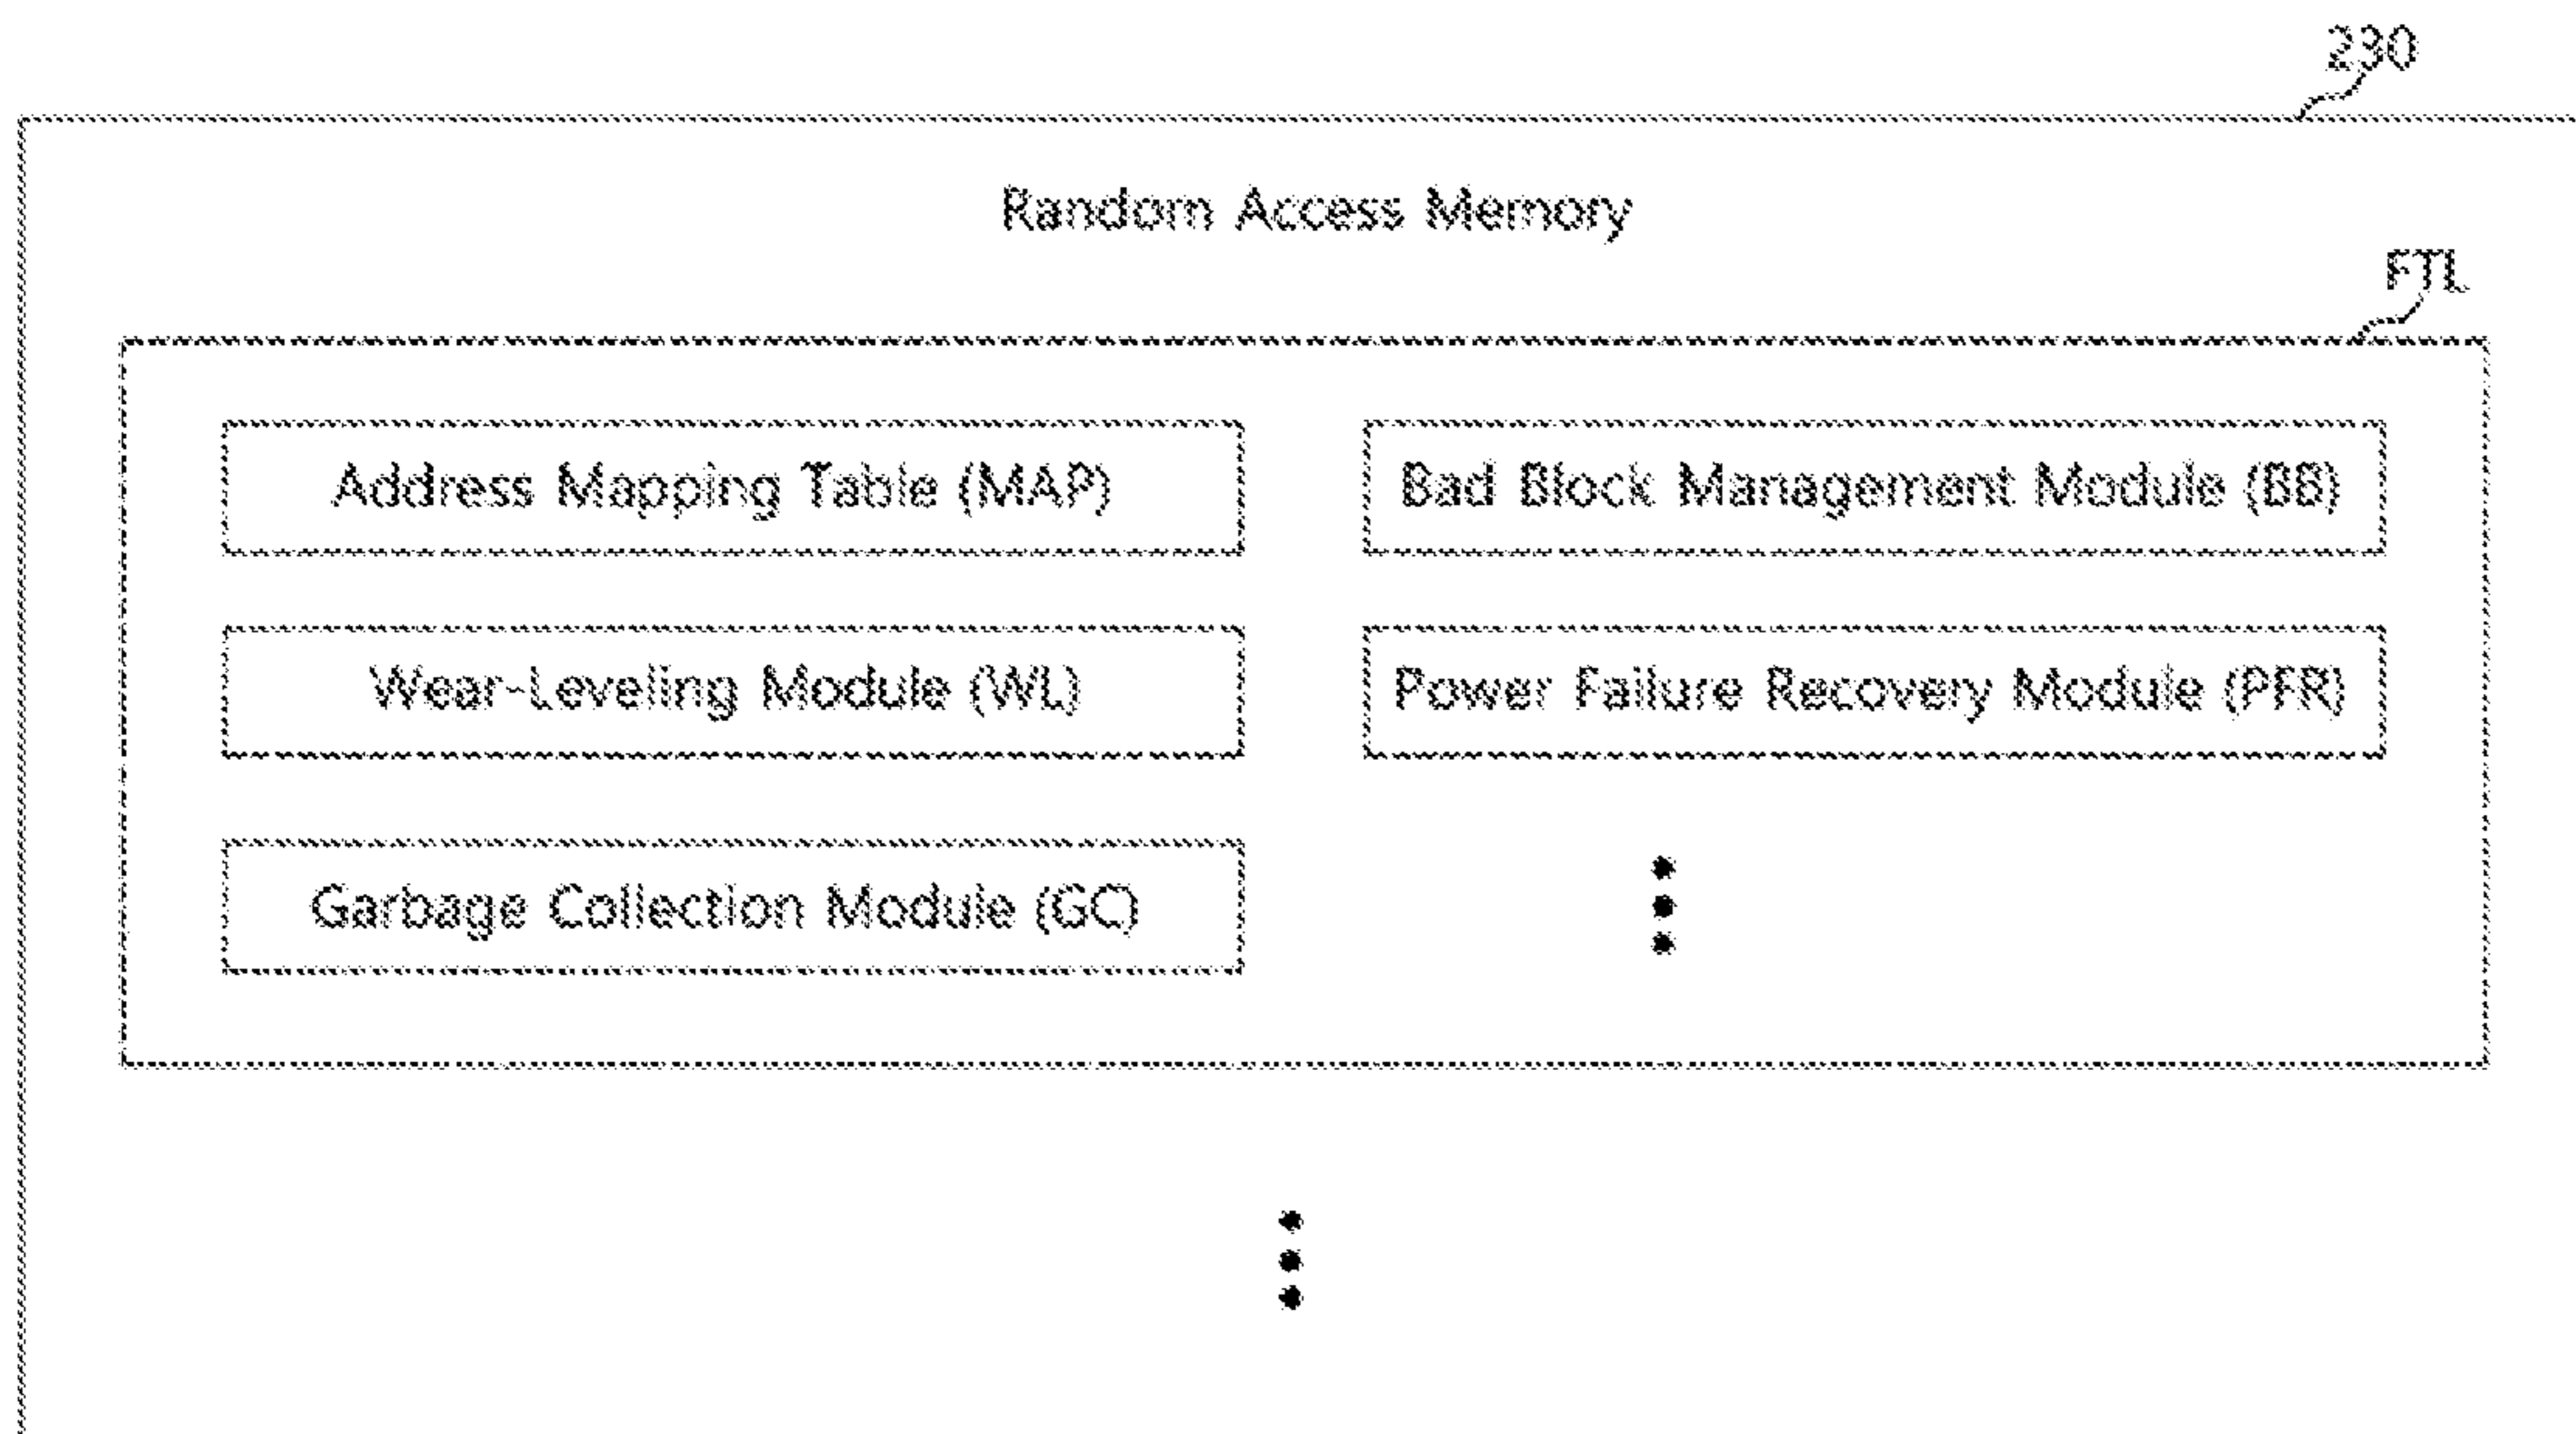 230
Random Access Memory
FTL
Address Mapping Table (MAP)
Bad Block Management Module (BB)
Wear-Leveling Module (WL)
Power Failure Recovery Module (PFR)
Garbage Collection Module (GC)